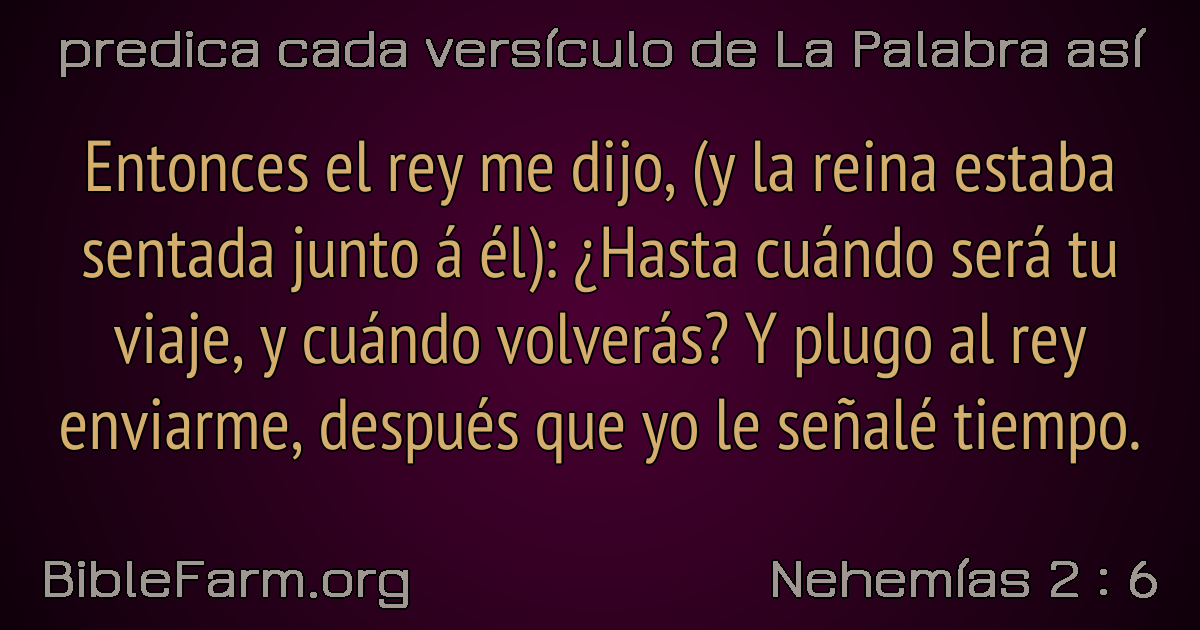 predica cada versículo de La Palabra así
Entonces el rey me dijo, (y la reina estaba
sentada junto á él): ¿Hasta cuándo será tu
viaje, y cuándo volverás? Y plugo al rey
enviarme, después que yo le señalé tiempo.
BibleFarm.org
Nehemías 2 : 6